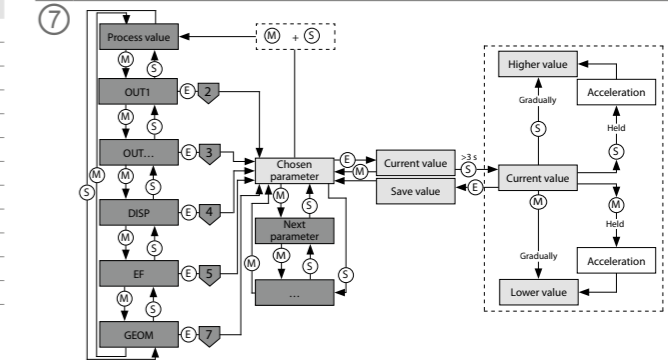 7
Process value
M + S
M
S
OUT1
E
2
M
S
OUT...
E
3
M
S
DISP
E
4
M
S
EF
E
5
M
S
GEOM
E
7
M
S
Chosen
parameter
M
S
Next
parameter
M
S
...
M
S
E
M
Current value
Save value
>3 s
S
E
Higher value
Gradually
S
Current value
M
Gradually
Lower value
Acceleration
Held
S
M
Held
Acceleration